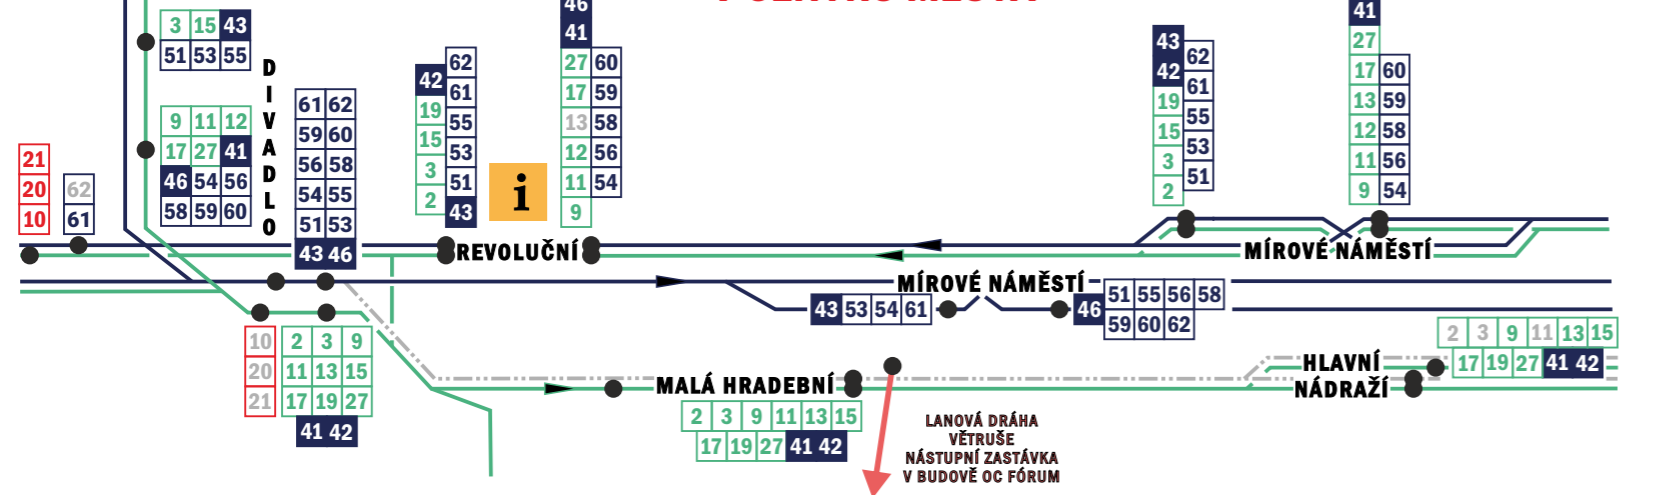 46
41
41
3 15 43
51 53 55
DIVADLO
9 11 12
17 27 41
46 54 56
58 59 60
21
20
10
62
61
61 62
59 60
56 58
54 55
51 53
43 46
42
19
15
3
2
62
61
55
53
51
43
i
27 60
17 59
13 58
12 56
11 54
9
43
42
19
15
3
2
62
61
55
53
51
27
17 60
13 59
12 58
11 56
9 54
REVOLUČNÍ
MÍROVÉ NÁMĚSTÍ
MÍROVÉ NÁMĚSTÍ
43 53 54 61
46
51 55 56 58
59 60 62
10
20
21
2 3 9
11 13 15
17 19 27
41 42
MALÁ HRADEBNÍ
2 3 9 11 13 15
17 19 27 41 42
HLAVNÍ
NÁDRAŽÍ
2 3 9 11 13 15
17 19 27 41 42
LANOVÁ DRÁHA
VĚTRUŠE
NÁSTUPNÍ ZASTÁVKA
V BUDOVĚ OC FÓRUM